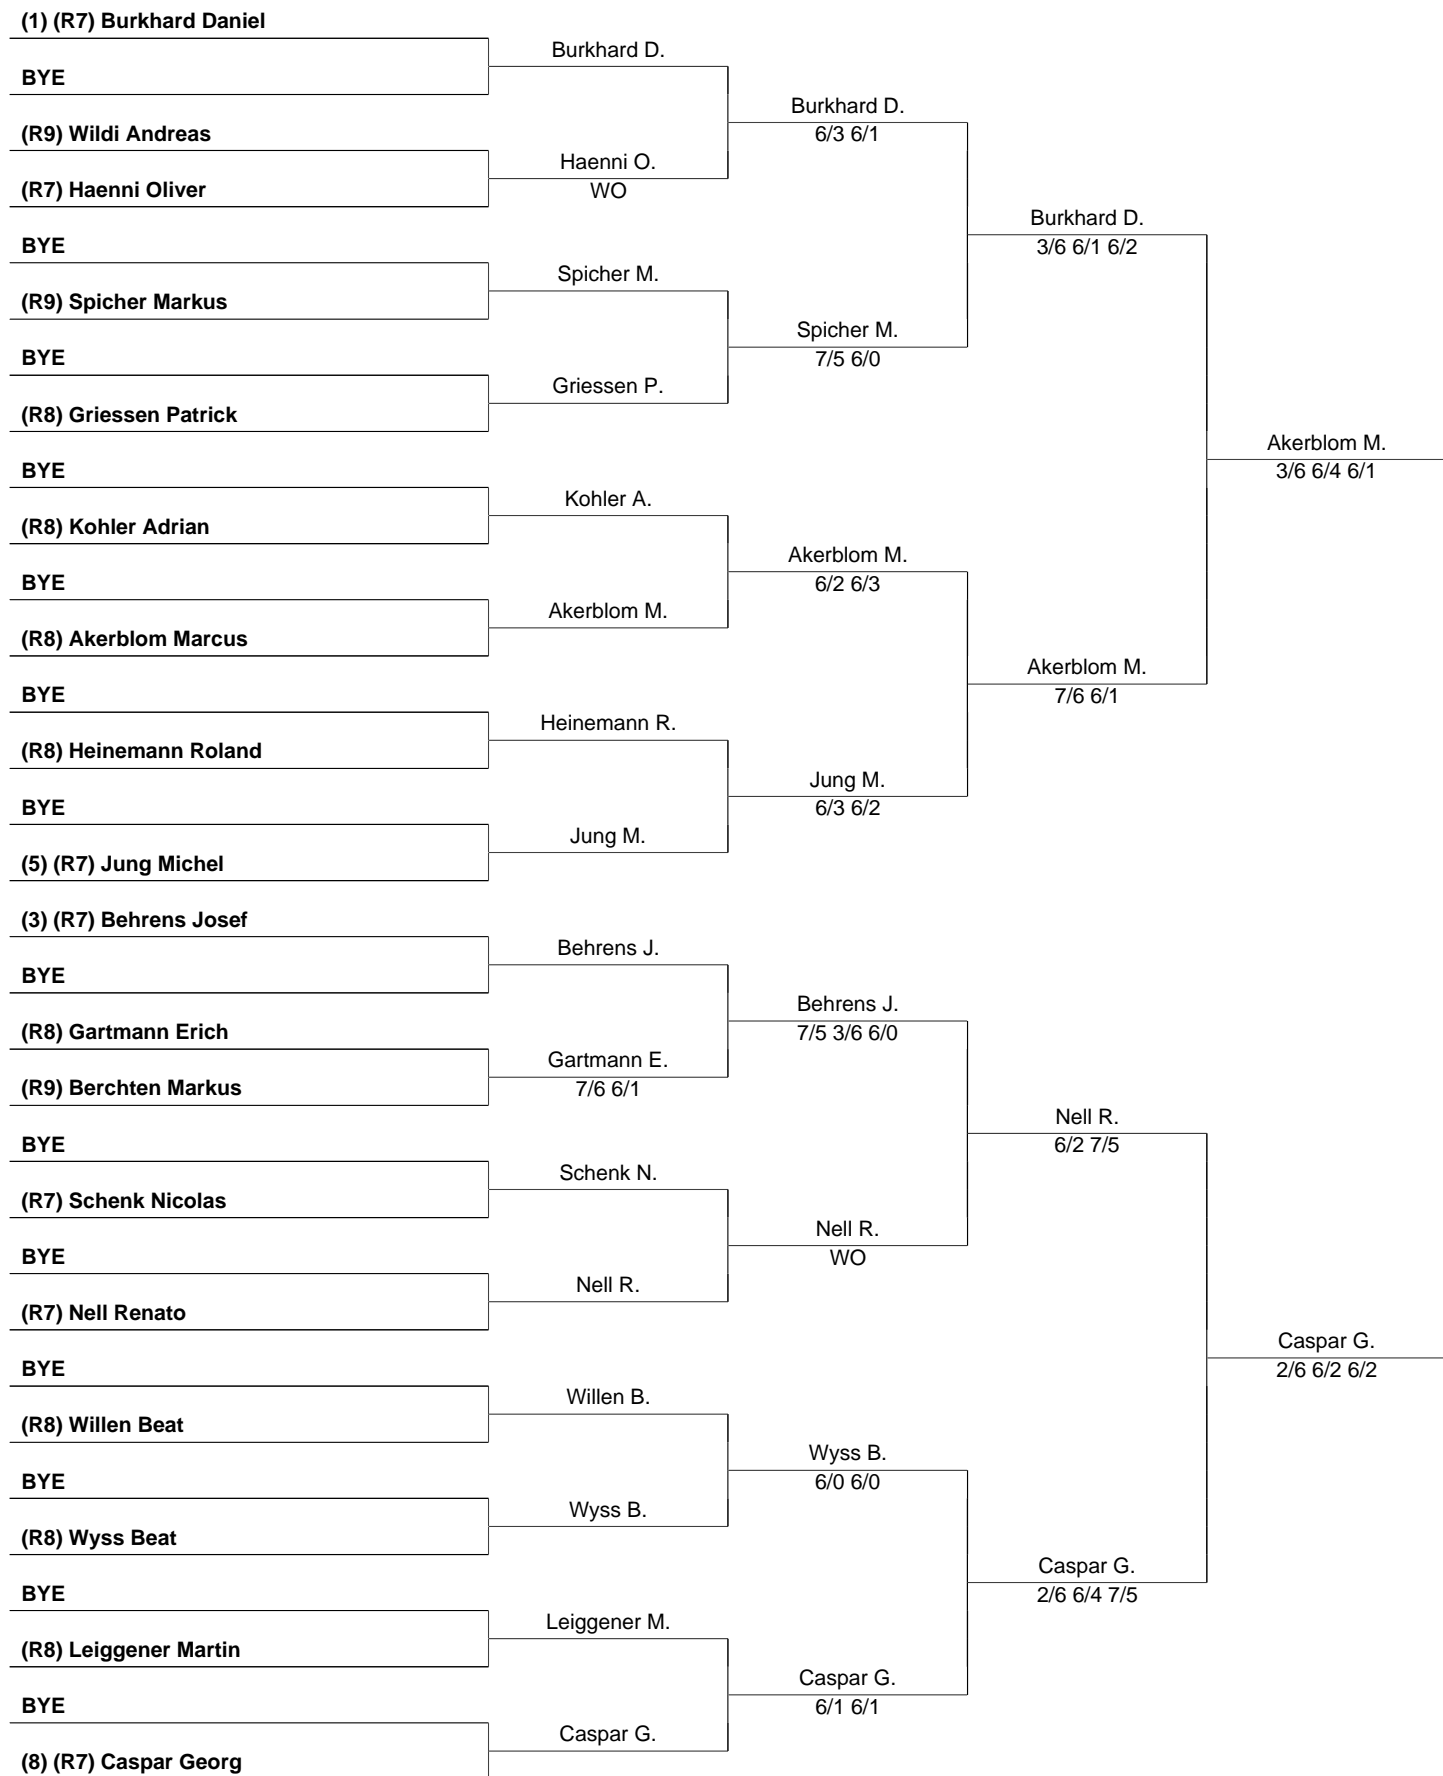 (1) (R7) Burkhard Daniel
BYE
(R9) Wildi Andreas
(R7) Haenni Oliver
BYE
(R9) Spicher Markus
BYE
(R8) Griessen Patrick
BYE
(R8) Kohler Adrian
BYE
(R8) Akerblom Marcus
BYE
(R8) Heinemann Roland
BYE
(5) (R7) Jung Michel
(3) (R7) Behrens Josef
BYE
(R8) Gartmann Erich
(R9) Berchten Markus
BYE
(R7) Schenk Nicolas
BYE
(R7) Nell Renato
BYE
(R8) Willen Beat
BYE
(R8) Wyss Beat
BYE
(R8) Leiggener Martin
BYE
(8) (R7) Caspar Georg
Burkhard D.
Haenni O.
WO
Spicher M.
Griessen P.
Kohler A.
Akerblom M.
Heinemann R.
Jung M.
Behrens J.
Gartmann E.
7/6 6/1
Schenk N.
Nell R.
Willen B.
Wyss B.
Leiggener M.
Caspar G.
Burkhard D.
6/3 6/1
Spicher M.
7/5 6/0
Akerblom M.
6/2 6/3
Jung M.
6/3 6/2
Behrens J.
7/5 3/6 6/0
Nell R.
WO
Wyss B.
6/0 6/0
Caspar G.
6/1 6/1
Burkhard D.
3/6 6/1 6/2
Akerblom M.
7/6 6/1
Nell R.
6/2 7/5
Caspar G.
2/6 6/4 7/5
Akerblom M.
3/6 6/4 6/1
Caspar G.
2/6 6/2 6/2